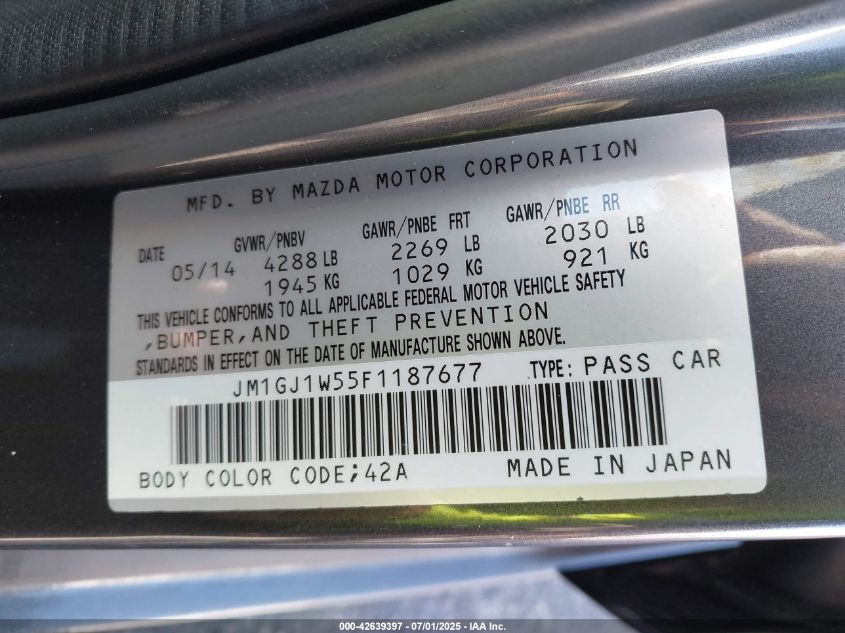 MFD. BY MAZDA MOTOR CORPORATION
DATE GVWR/PNBV GAWR/PNBE FRT GAWR/PNBE RR
05/14 4288 LB 2269 LB 2030 LB
1945 KG 1029 KG 921 KG
THIS VEHICLE CONFORMS TO ALL APPLICABLE FEDERAL MOTOR VEHICLE SAFETY
,BUMPER,AND THEFT PREVENTION
STANDARDS IN EFFECT ON THE DATE OF MANUFACTURE SHOWN ABOVE.
JM1GJ1W55F1187677 TYPE: PASS CAR
BODY COLOR CODE;42A MADE IN JAPAN
000-42639397 - 07/01/2025 - IAA Inc.